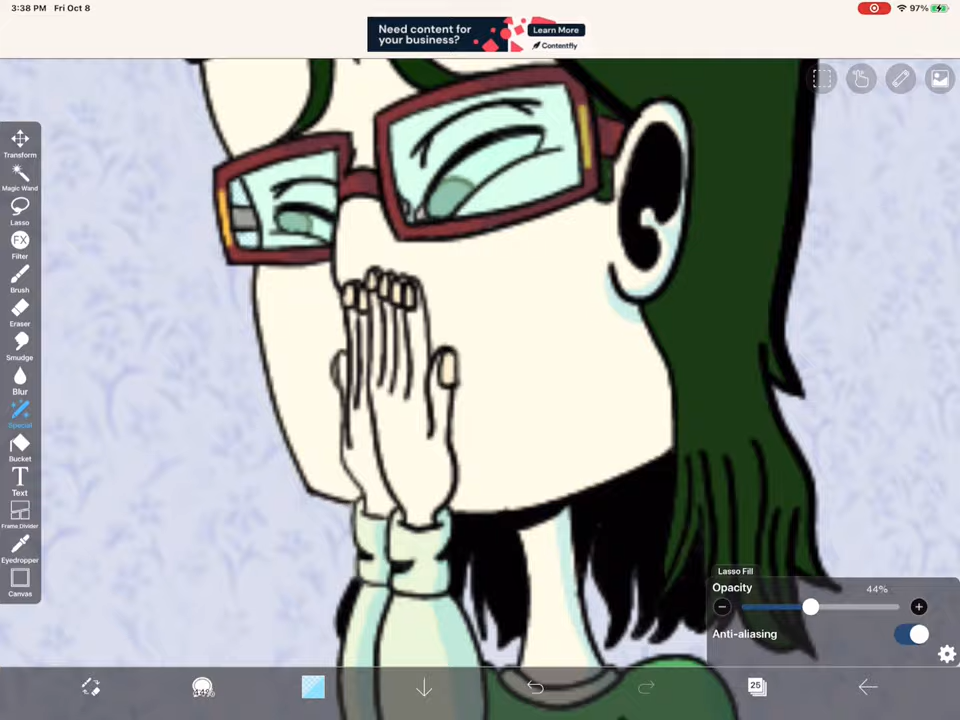 3:38 PM Fri Oct 8
97%
Need content for
your business?
Learn More
Contentfly
Transform
Magic Wand
Lasso
FX
Filter
Brush
Eraser
Smudge
Blur
Special
Bucket
T
Text
Frame Divider
Eyedropper
Canvas
Lasso Fill
Opacity
44%
Anti-aliasing
25